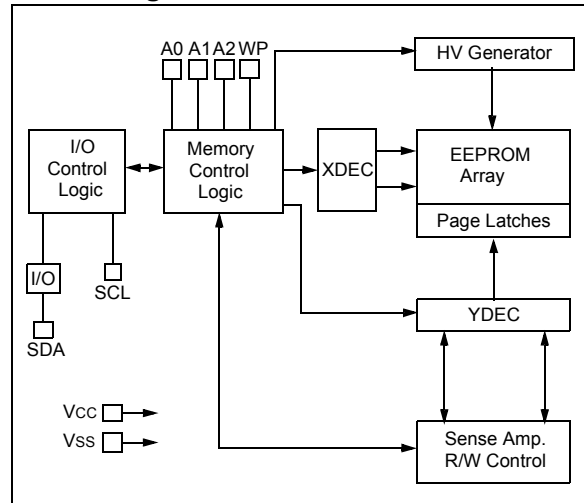 A0 A1 A2 WP
HV Generator
I/O
Control
Logic
Memory
Control
Logic
XDEC
EEPROM
Array
Page Latches
I/O
SCL
SDA
YDEC
VCC
VSS
Sense Amp.
R/W Control